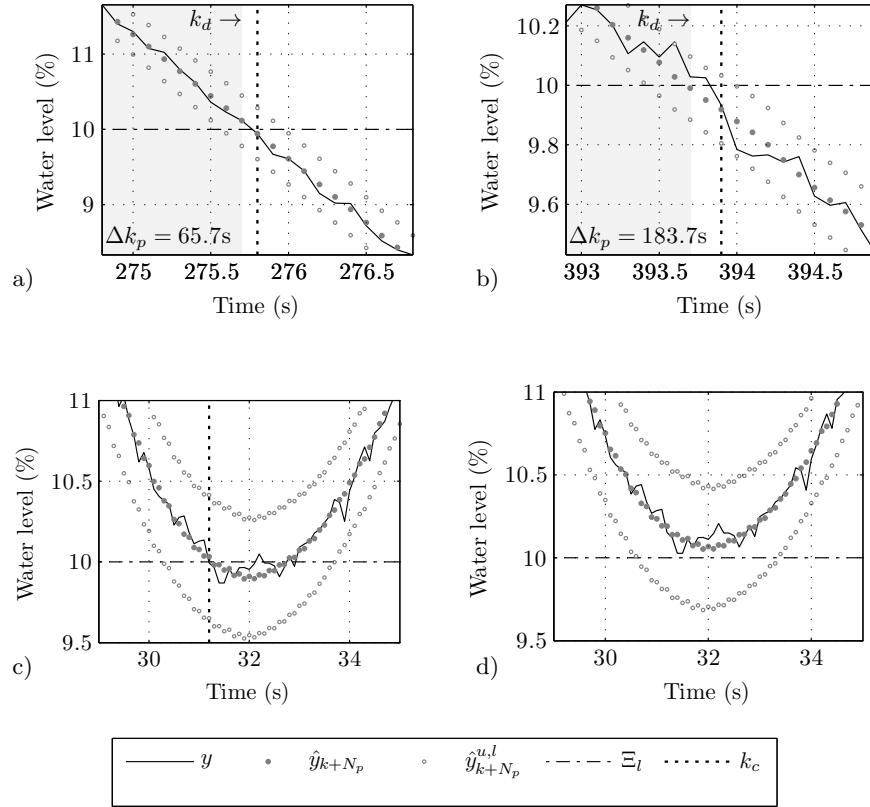 k_d →
11
10
9
Water level (%)
Δk_p = 65.7s
275 275.5 276 276.5
Time (s)
a)
k_d →
10.2
10
9.8
9.6
Water level (%)
Δk_p = 183.7s
393 393.5 394 394.5
Time (s)
b)
11
10.5
10
9.5
Water level (%)
30 32 34
Time (s)
c)
11
10.5
10
9.5
Water level (%)
30 32 34
Time (s)
d)
y ŷ_{k+N_p} ŷ^{u,l}_{k+N_p} Ξ_l k_c